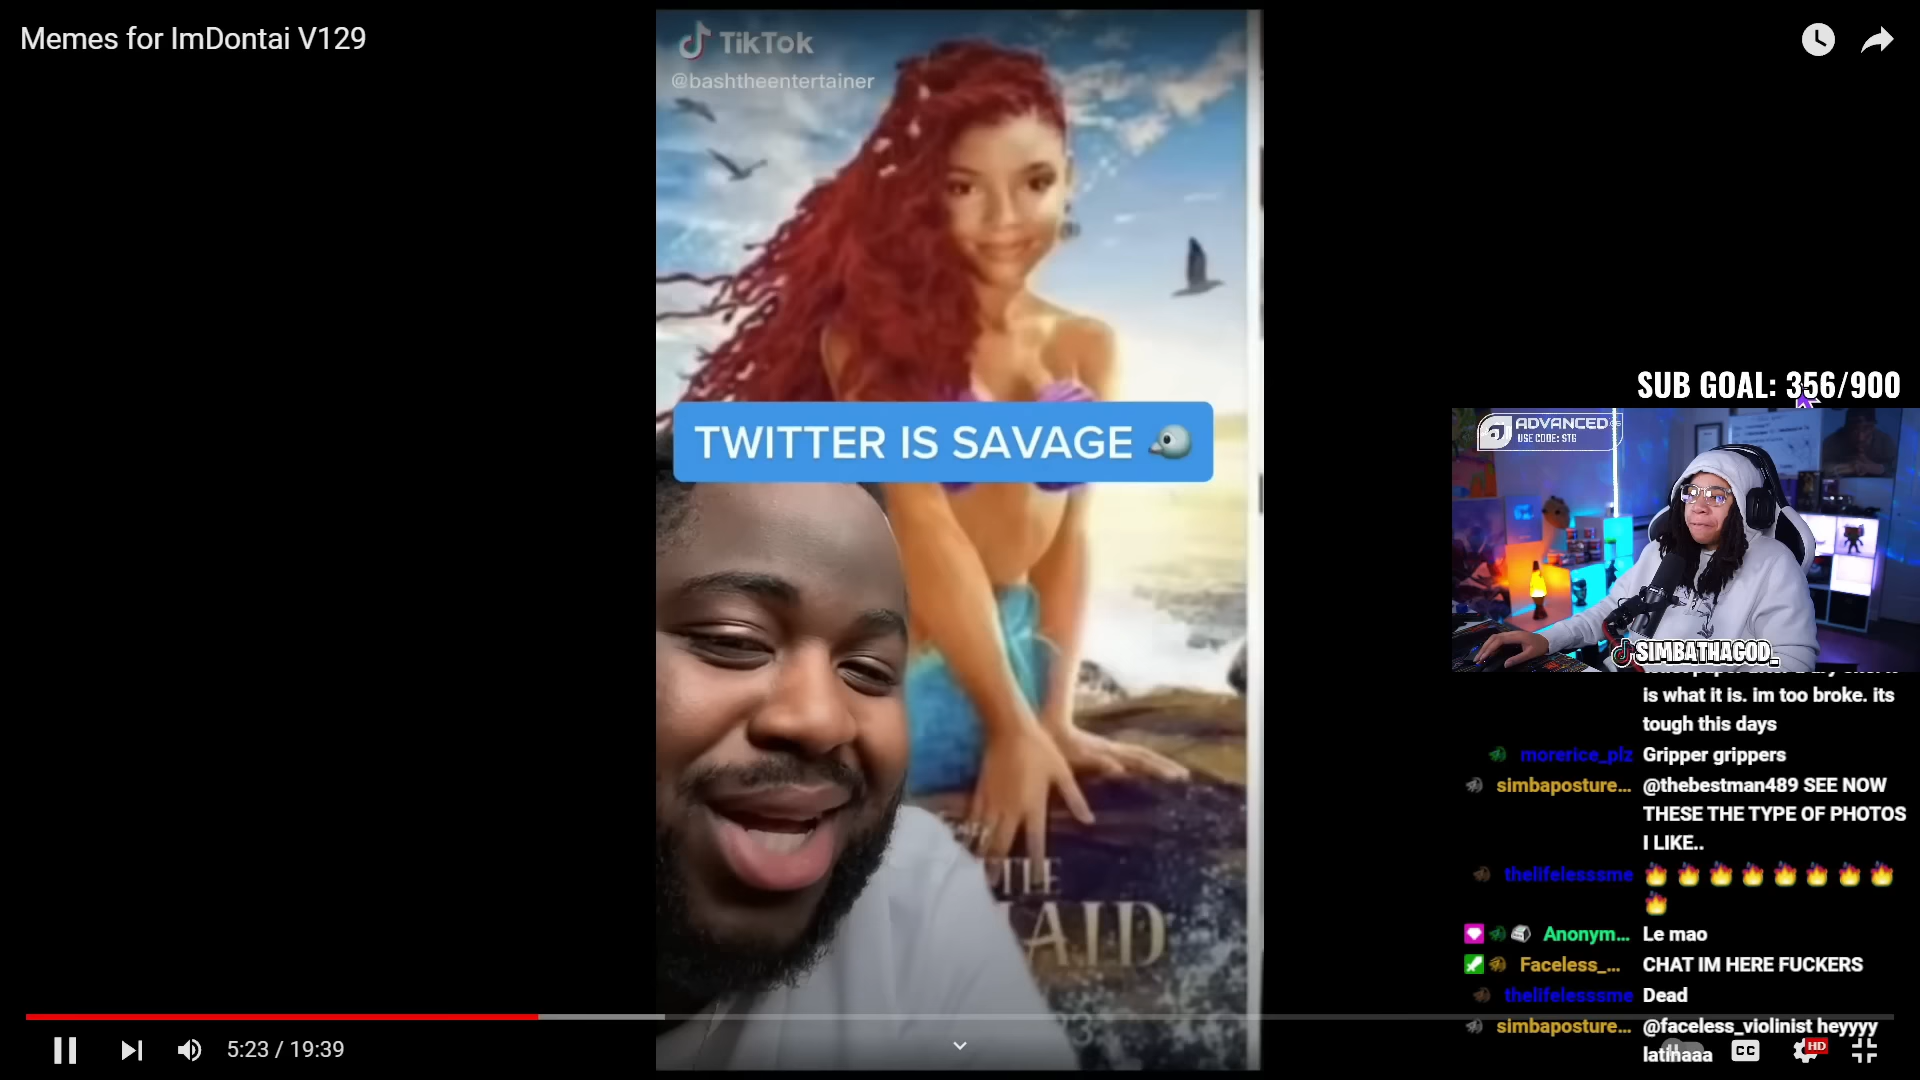 Memes for ImDontai V129
TikTok
@bashtheentertainer
TWITTER IS SAVAGE
SUB GOAL: 356/900
ADVANCED
USE CODE: STG
SIMBATHAGOD_
is what it is. im too broke. its
tough this days
morerice_plz Gripper grippers
simbaposture... @thebestman489 SEE NOW
THESE THE TYPE OF PHOTOS
I LIKE..
thelifelesssme
Anonym... Le mao
Faceless_... CHAT IM HERE FUCKERS
thelifelesssme Dead
simbaposture... @faceless_violinist heyyyy
latinaaa
AID
5:23 / 19:39
CC
HD